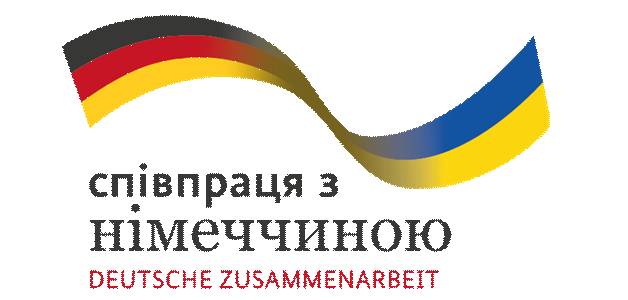 співпраця з
німеччиною
DEUTSCHE ZUSAMMENARBEIT